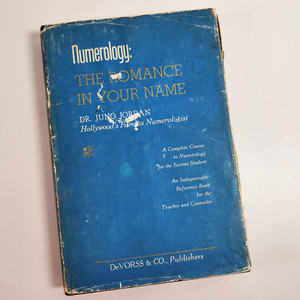 Numerology:
THE ROMANCE
IN YOUR NAME
DR. JUNO JORDAN
Hollywood's Famous Numerologist
A Complete Course
in Numerology
for the Serious Student
An Indispensable
Reference Book
for the
Teacher and Counselor
DeVORSS & CO., Publishers